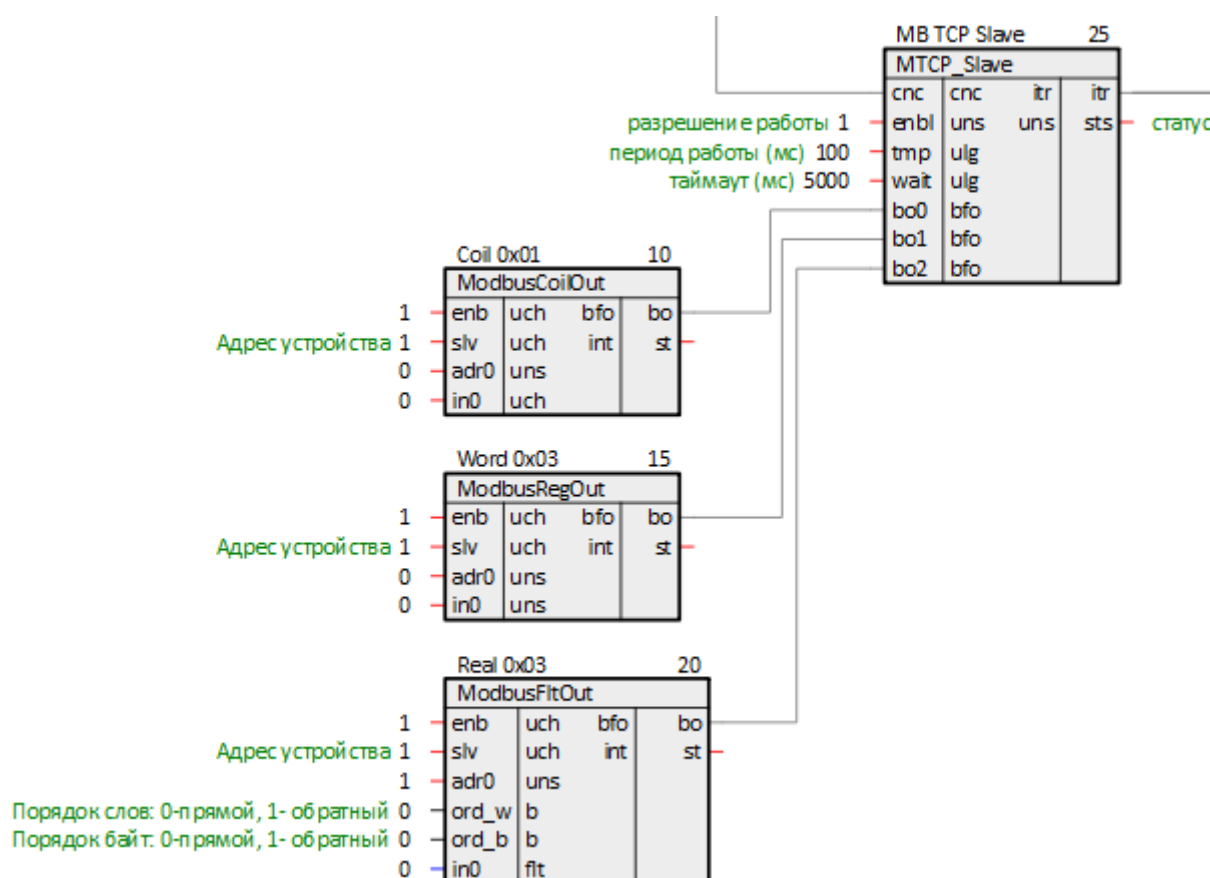 MB TCP Slave 25
MTCP_Slave
cnc cnc itr itr
разрешение работы 1 enbl uns uns sts статус
период работы (мс) 100 tmp ulg
таймаут (мс) 5000 wait ulg
bo0 bfo
bo1 bfo
bo2 bfo
Coil 0x01 10
ModbusCoilOut
1 enb uch bfo bo
Адрес устройства 1 slv uch int st
0 adr0 uns
0 in0 uch
Word 0x03 15
ModbusRegOut
1 enb uch bfo bo
Адрес устройства 1 slv uch int st
0 adr0 uns
0 in0 uns
Real 0x03 20
ModbusFltOut
1 enb uch bfo bo
Адрес устройства 1 slv uch int st
1 adr0 uns
Порядок слов: 0-прямой, 1- обратный 0 ord_w b
Порядок байт: 0-прямой, 1- обратный 0 ord_b b
0 in0 flt